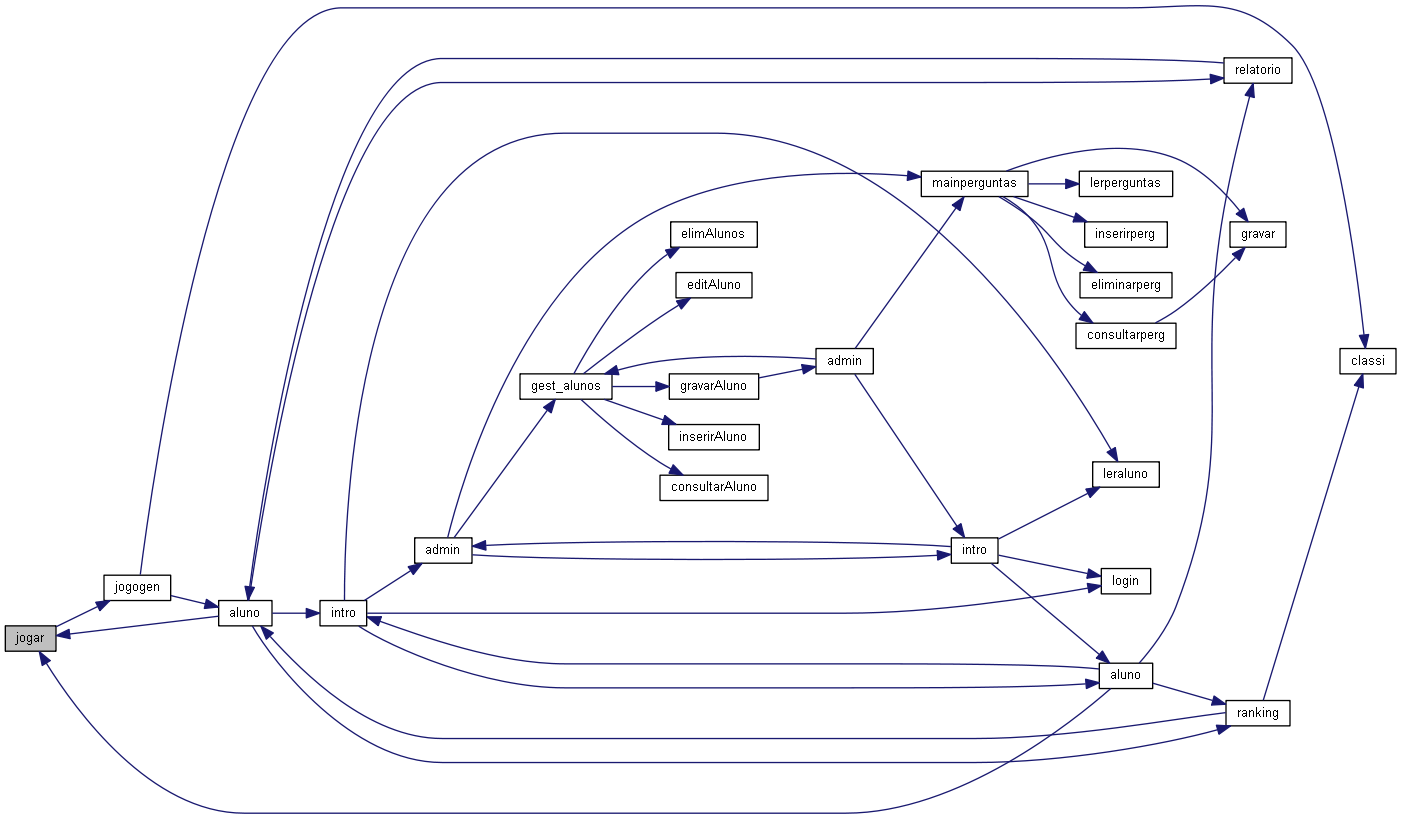 relatorio
mainperguntas
lerperguntas
elimAlunos
inserirperg
gravar
editAluno
eliminarperg
consultarperg
admin
classi
gest_alunos
gravarAluno
inserirAluno
leraluno
consultarAluno
admin
intro
login
jogogen
aluno
intro
jogar
aluno
ranking